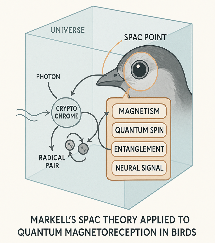 UNIVERSE
SPAC POINT
PHOTON
CRYPTO
CHROME
RADICAL
PAIR
MAGNETISM
QUANTUM SPIN
ENTANGLEMENT
NEURAL SIGNAL
MARKELL'S SPAC THEORY APPLIED TO
QUANTUM MAGNETORECEPTION IN BIRDS